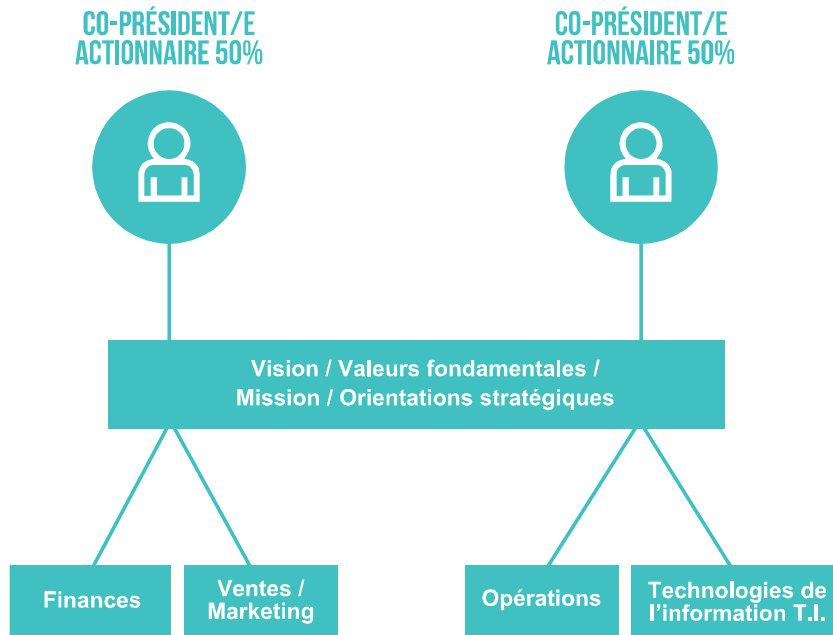 CO-PRÉSIDENT/E
ACTIONNAIRE 50%
CO-PRÉSIDENT/E
ACTIONNAIRE 50%
Vision / Valeurs fondamentales /
Mission / Orientations stratégiques
Finances
Ventes /
Marketing
Opérations
Technologies de
l'information T.I.